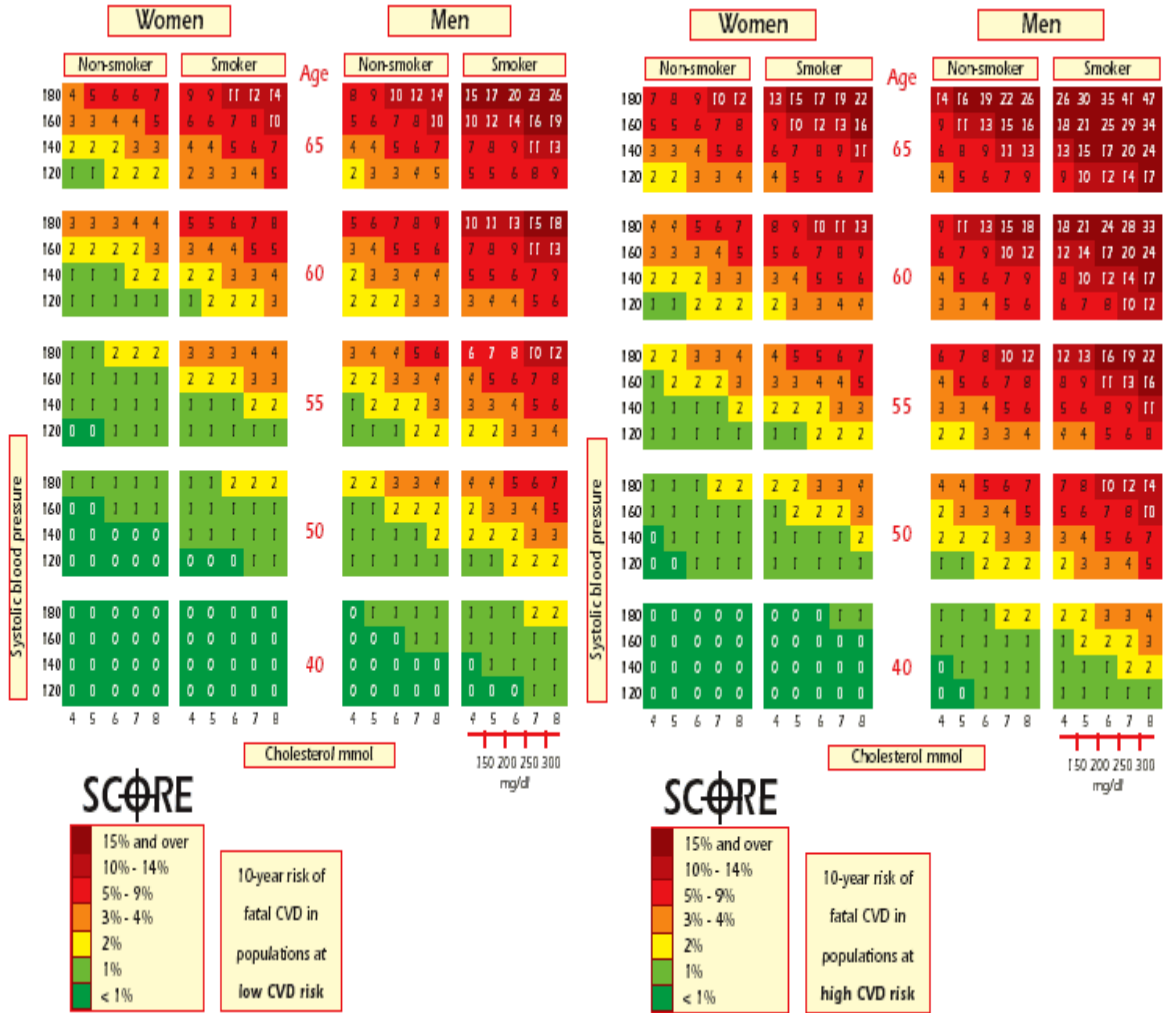 Women Men
Non-smoker Smoker Age Non-smoker Smoker
180 4 5 6 6 7 9 9 11 12 14 8 9 10 12 14 15 17 20 23 26
160 3 3 4 4 5 6 6 7 8 10 5 6 7 8 10 10 12 14 16 19
65
140 2 2 2 3 3 4 4 5 6 7 4 4 5 6 7 7 8 9 11 13
120 1 1 2 2 2 2 3 3 4 5 2 3 3 4 5 5 5 6 8 9
180 3 3 3 4 4 5 5 6 7 8 5 6 7 8 9 10 11 13 15 18
160 2 2 2 2 3 3 4 4 5 5 3 4 5 5 6 7 8 9 11 13
60
140 1 1 1 2 2 2 2 3 3 4 2 3 3 4 4 5 5 6 7 9
120 1 1 1 1 1 1 2 2 2 3 2 2 2 3 3 3 4 4 5 6
180 1 1 2 2 2 3 3 3 4 4 3 4 4 5 6 6 7 8 10 12
160 1 1 1 1 1 2 2 2 3 3 2 2 3 3 4 4 5 6 7 8
55
140 1 1 1 1 1 1 1 1 2 2 1 2 2 2 3 3 3 4 5 6
120 0 0 1 1 1 1 1 1 1 1 1 1 1 2 2 2 2 3 3 4
180 1 1 1 1 1 1 1 2 2 2 2 2 3 3 4 4 4 5 6 7
160 0 0 1 1 1 1 1 1 1 1 1 1 2 2 2 2 3 3 4 5
50
140 0 0 0 0 0 1 1 1 1 1 1 1 1 1 2 2 2 2 3 3
120 0 0 0 0 0 0 0 0 1 1 1 1 1 1 1 1 1 2 2 2
180 0 0 0 0 0 0 0 0 0 0 0 1 1 1 1 1 1 1 2 2
160 0 0 0 0 0 0 0 0 0 0 0 0 0 1 1 1 1 1 1 1
40
140 0 0 0 0 0 0 0 0 0 0 0 0 0 0 0 0 1 1 1 1
120 0 0 0 0 0 0 0 0 0 0 0 0 0 0 0 0 0 0 1 1
4 5 6 7 8 4 5 6 7 8 4 5 6 7 8 4 5 6 7 8
Systolic blood pressure
Cholesterol mmol
150 200 250 300
mg/dl
SCORE
15% and over
10% - 14%
5% - 9%
3% - 4%
2%
1%
< 1%
10-year risk of
fatal CVD in
populations at
low CVD risk
Women Men
Non-smoker Smoker Age Non-smoker Smoker
180 7 8 9 10 12 13 15 17 19 22 14 16 19 22 26 26 30 35 41 47
160 5 5 6 7 8 9 10 12 13 16 9 11 13 15 16 18 21 25 29 34
65
140 3 3 4 5 6 6 7 8 9 11 6 8 9 11 13 13 15 17 20 24
120 2 2 3 3 4 4 5 5 6 7 4 5 6 7 9 9 10 12 14 17
180 4 4 5 6 7 8 9 10 11 13 9 11 13 15 18 18 21 24 28 33
160 3 3 3 4 5 5 6 7 8 9 6 7 9 10 12 12 14 17 20 24
60
140 2 2 2 3 3 3 4 5 5 6 4 5 6 7 9 8 10 12 14 17
120 1 1 2 2 2 2 3 3 4 4 3 3 4 5 6 6 7 8 10 12
180 2 2 3 3 4 4 5 5 6 7 6 7 8 10 12 12 13 16 19 22
160 1 2 2 2 3 3 3 4 4 5 4 5 6 7 8 8 9 11 13 16
55
140 1 1 1 1 2 2 2 2 3 3 3 3 4 5 6 5 6 8 9 11
120 1 1 1 1 1 1 1 2 2 2 2 2 3 3 4 4 4 5 6 8
180 1 1 1 2 2 2 2 3 3 4 4 4 5 6 7 7 8 10 12 14
160 1 1 1 1 1 1 2 2 2 3 2 3 3 4 5 5 6 7 8 10
50
140 0 1 1 1 1 1 1 1 1 2 2 2 2 3 3 3 4 5 6 7
120 0 0 1 1 1 1 1 1 1 1 1 1 2 2 2 2 3 3 4 5
180 0 0 0 0 0 0 0 0 1 1 1 1 1 2 2 2 2 3 3 4
160 0 0 0 0 0 0 0 0 0 0 1 1 1 1 1 1 2 2 2 3
40
140 0 0 0 0 0 0 0 0 0 0 0 1 1 1 1 1 1 1 2 2
120 0 0 0 0 0 0 0 0 0 0 0 0 1 1 1 1 1 1 1 1
4 5 6 7 8 4 5 6 7 8 4 5 6 7 8 4 5 6 7 8
Systolic blood pressure
Cholesterol mmol
150 200 250 300
mg/dl
SCORE
15% and over
10% - 14%
5% - 9%
3% - 4%
2%
1%
< 1%
10-year risk of
fatal CVD in
populations at
high CVD risk